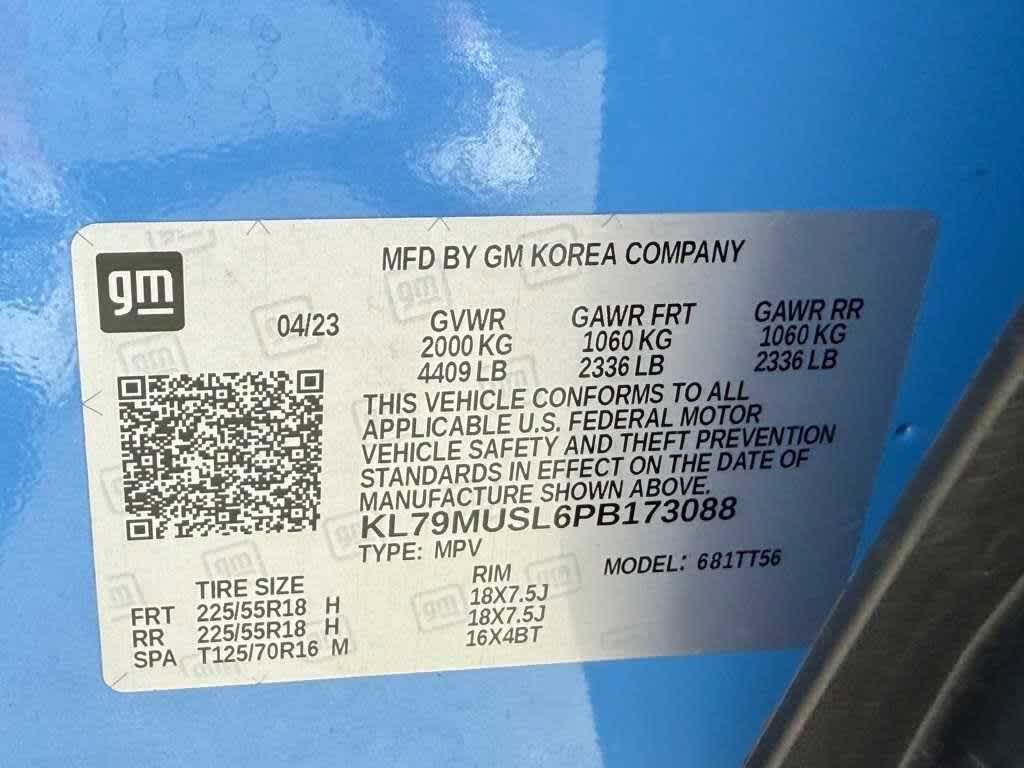 gm
MFD BY GM KOREA COMPANY
04/23
GVWR GAWR FRT GAWR RR
2000 KG 1060 KG 1060 KG
4409 LB 2336 LB 2336 LB
THIS VEHICLE CONFORMS TO ALL
APPLICABLE U.S. FEDERAL MOTOR
VEHICLE SAFETY AND THEFT PREVENTION
STANDARDS IN EFFECT ON THE DATE OF
MANUFACTURE SHOWN ABOVE.
KL79MUSL6PB173088
TYPE: MPV MODEL: 681TT56
TIRE SIZE RIM
FRT 225/55R18 H 18X7.5J
RR 225/55R18 H 18X7.5J
SPA T125/70R16 M 16X4BT